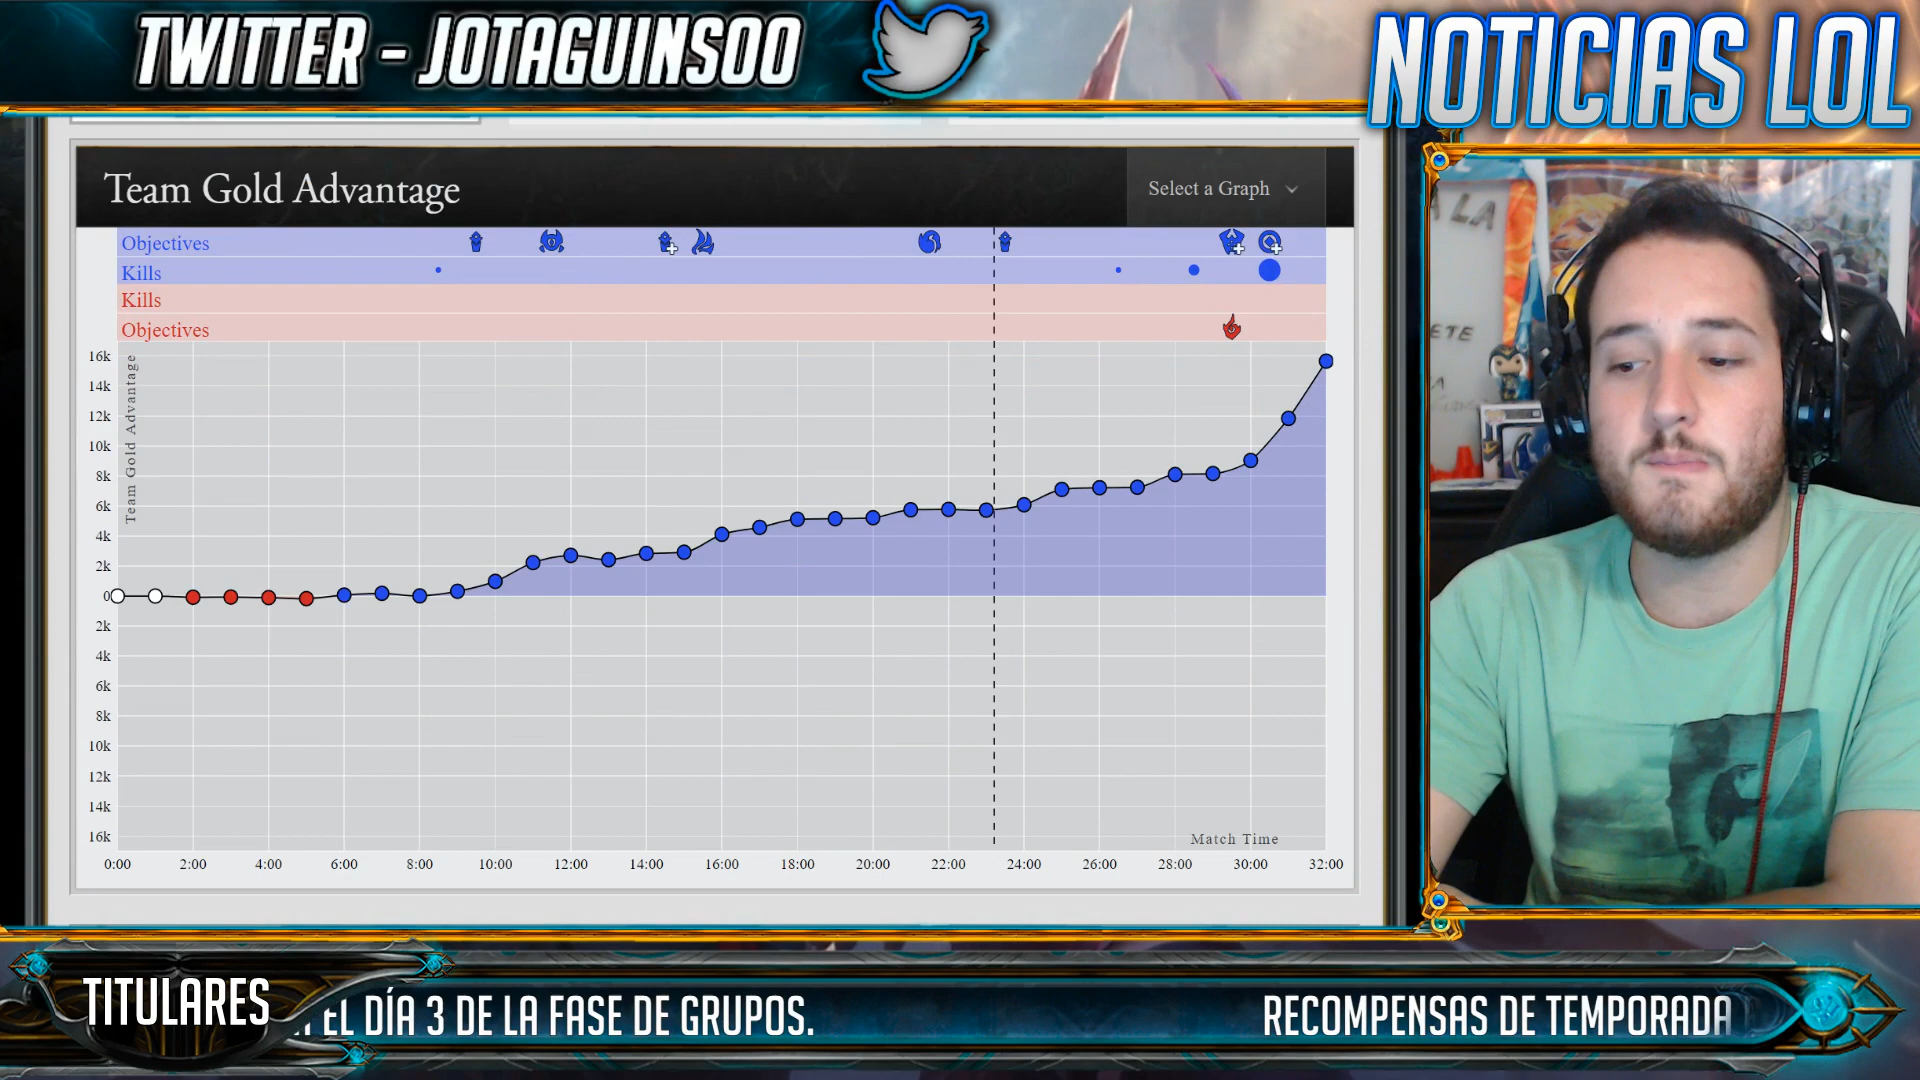 TWITTER - JOTAGUINSOO
NOTICIAS LOL
Team Gold Advantage
Select a Graph
Objectives
Kills
Kills
Objectives
Team Gold Advantage
16k
14k
12k
10k
8k
6k
4k
2k
0
2k
4k
6k
8k
10k
12k
14k
16k
Match Time
0:00 2:00 4:00 6:00 8:00 10:00 12:00 14:00 16:00 18:00 20:00 22:00 24:00 26:00 28:00 30:00 32:00
A LA
ETE
TITULARES
EL DÍA 3 DE LA FASE DE GRUPOS.
RECOMPENSAS DE TEMPORADA